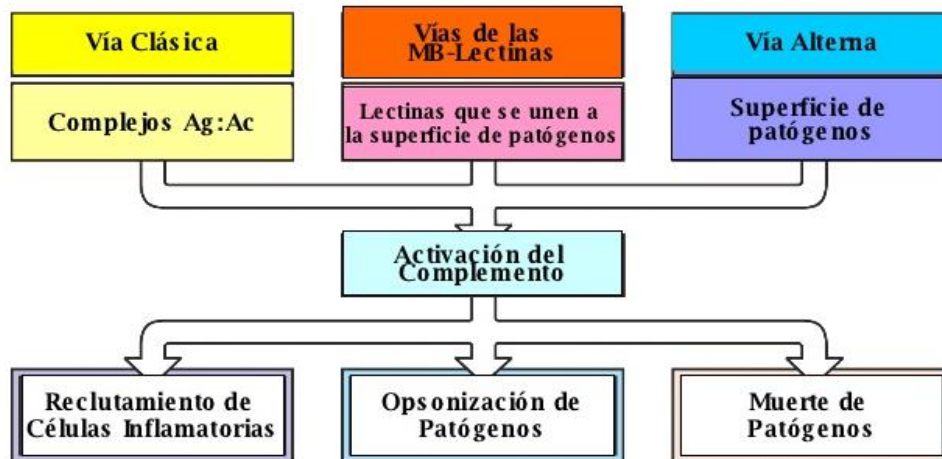 Vía Clásica
Vías de las
MB-Lectinas
Vía Alterna
Complejos Ag:Ac
Lectinas que se unen a
la superficie de patógenos
Superficie de
patógenos
Activación del
Complemento
Reclutamiento de
Células Inflamatorias
Opsonización de
Patógenos
Muerte de
Patógenos